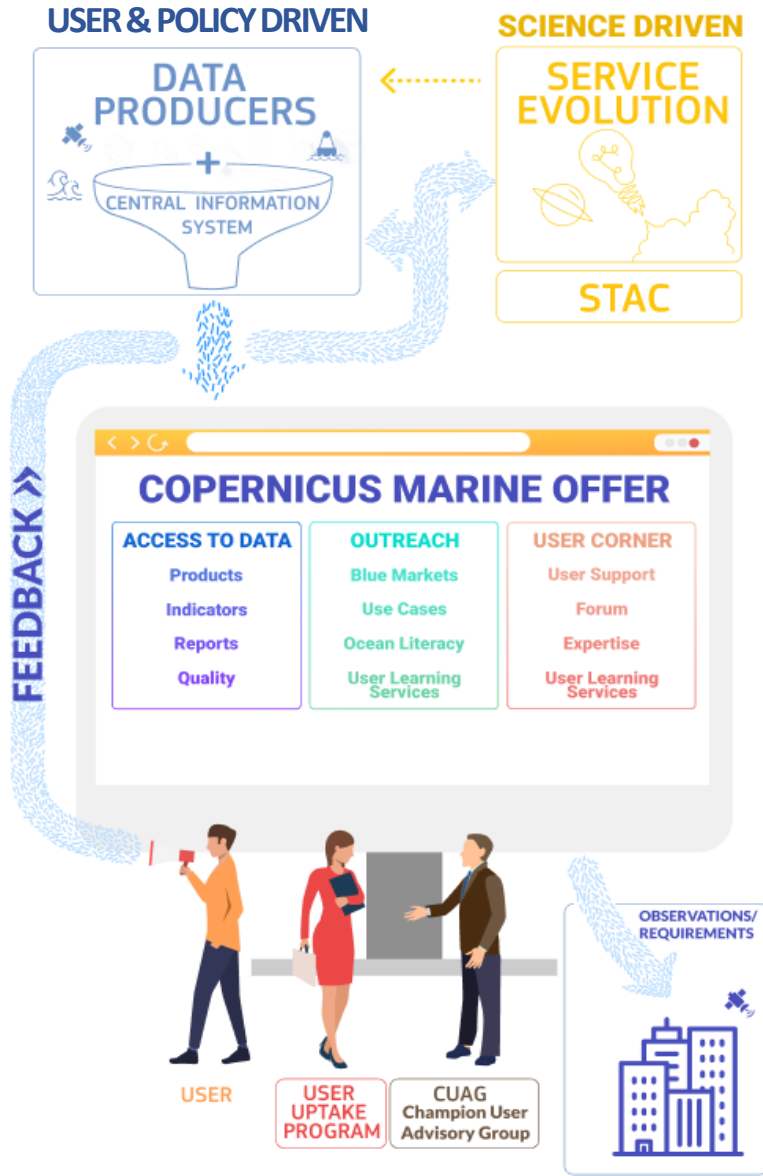 USER & POLICY DRIVEN
SCIENCE DRIVEN
DATA
PRODUCERS
+
CENTRAL INFORMATION
SYSTEM
SERVICE
EVOLUTION
STAC
FEEDBACK >>
COPERNICUS MARINE OFFER
ACCESS TO DATA
Products
Indicators
Reports
Quality
OUTREACH
Blue Markets
Use Cases
Ocean Literacy
User Learning
Services
USER CORNER
User Support
Forum
Expertise
User Learning
Services
OBSERVATIONS/
REQUIREMENTS
USER
USER
UPTAKE
PROGRAM
CUAG
Champion User
Advisory Group